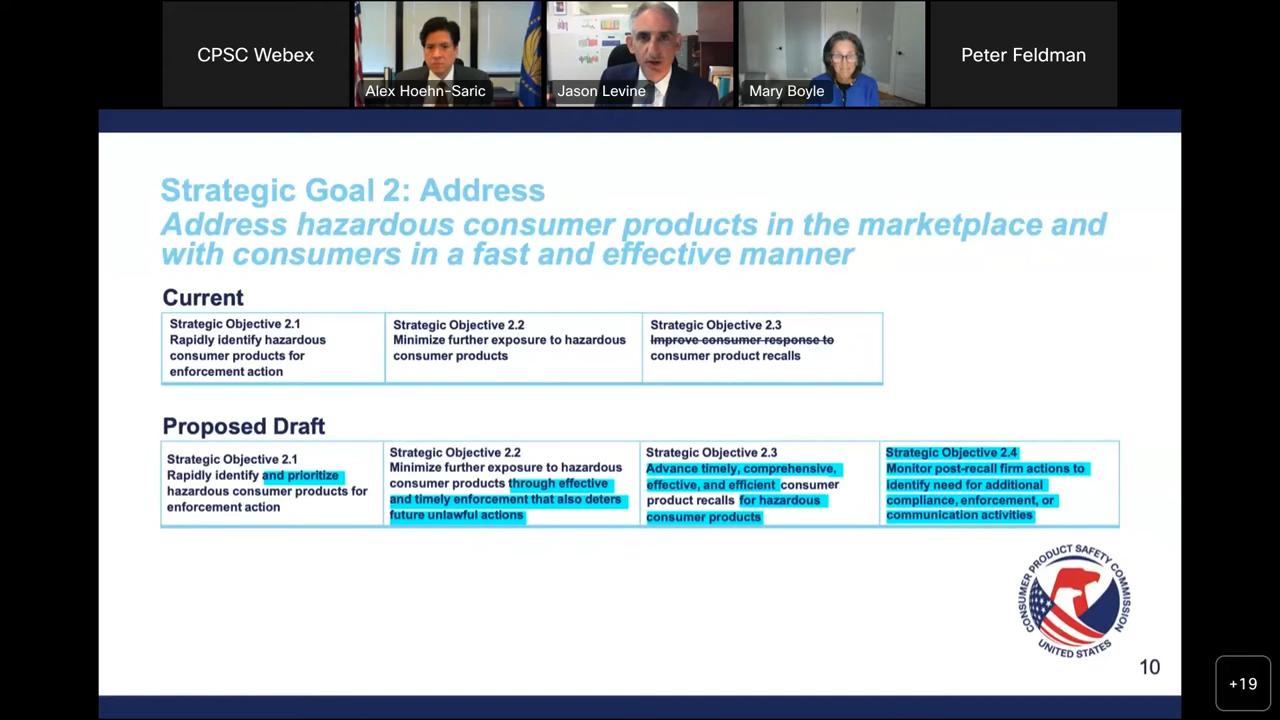 CPSC Webex
Alex Hoehn-Saric
Jason Levine
Mary Boyle
Peter Feldman
Strategic Goal 2: Address
Address hazardous consumer products in the marketplace and
with consumers in a fast and effective manner
Current
Strategic Objective 2.1
Rapidly identify hazardous
consumer products for
enforcement action
Strategic Objective 2.2
Minimize further exposure to hazardous
consumer products
Strategic Objective 2.3
Improve consumer response to
consumer product recalls
Proposed Draft
Strategic Objective 2.1
Rapidly identify and prioritize
hazardous consumer products for
enforcement action
Strategic Objective 2.2
Minimize further exposure to hazardous
consumer products through effective
and timely enforcement that also deters
future unlawful actions
Strategic Objective 2.3
Advance timely, comprehensive,
effective, and efficient consumer
product recalls for hazardous
consumer products
Strategic Objective 2.4
Monitor post-recall firm actions to
identify need for additional
compliance, enforcement, or
communication activities
CONSUMER PRODUCT SAFETY COMMISSION
UNITED STATES
10
+19